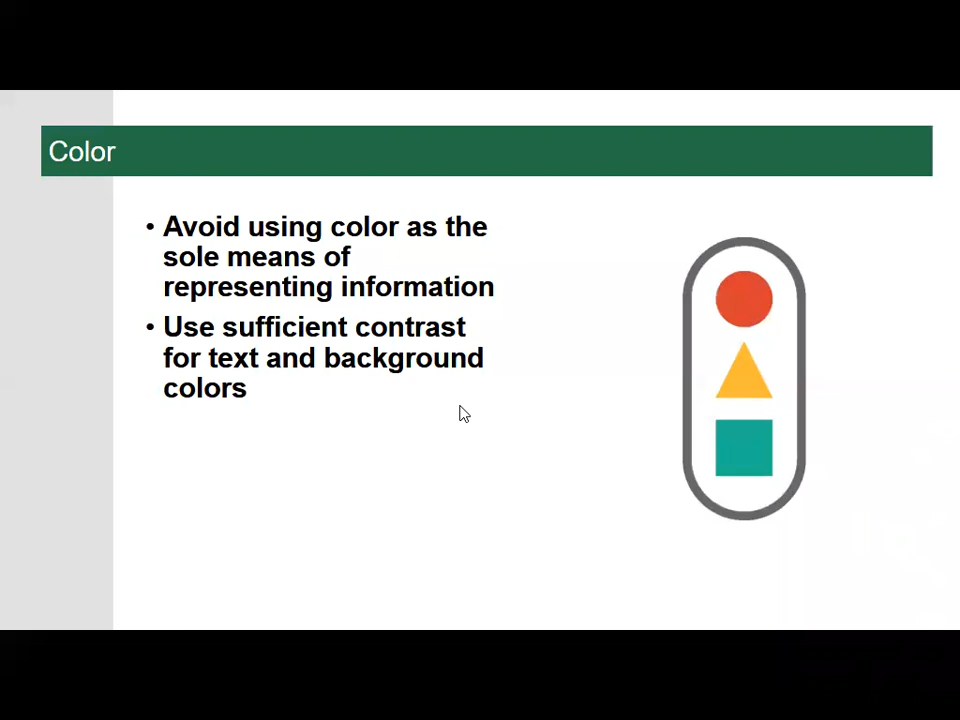 Color
• Avoid using color as the
sole means of
representing information
• Use sufficient contrast
for text and background
colors